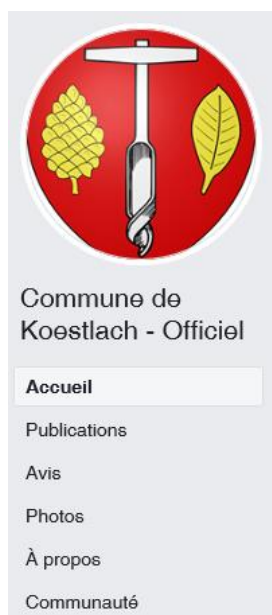 Commune de
Koestlach - Officiel
Accueil
Publications
Avis
Photos
À propos
Communauté